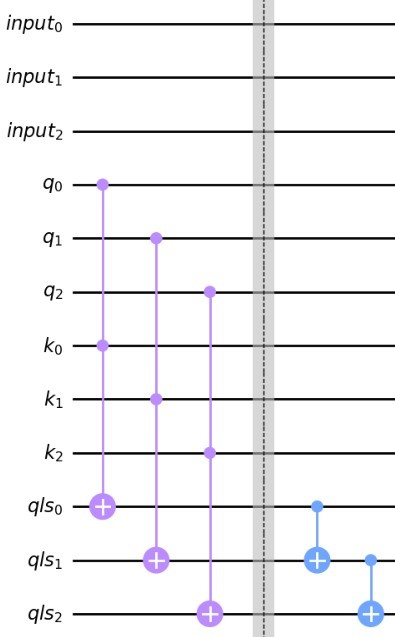 input₀
input₁
input₂
q₀
q₁
q₂
k₀
k₁
k₂
qls₀
qls₁
qls₂